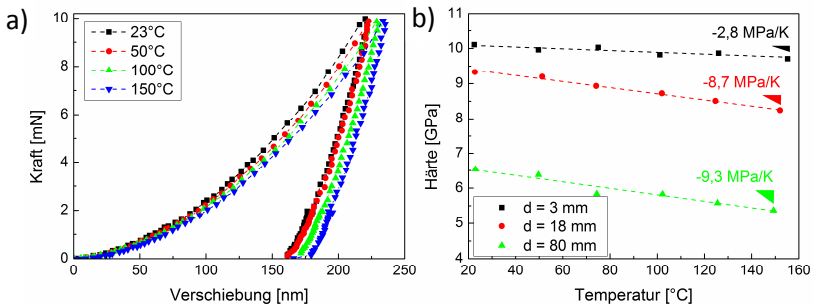 a)
23°C
50°C
100°C
150°C
10
8
6
4
2
0
0 50 100 150 200 250
Kraft [mN]
Verschiebung [nm]
b)
-2,8 MPa/K
-8,7 MPa/K
-9,3 MPa/K
d = 3 mm
d = 18 mm
d = 80 mm
11
10
9
8
7
6
5
4
20 40 60 80 100 120 140 160
Härte [GPa]
Temperatur [°C]